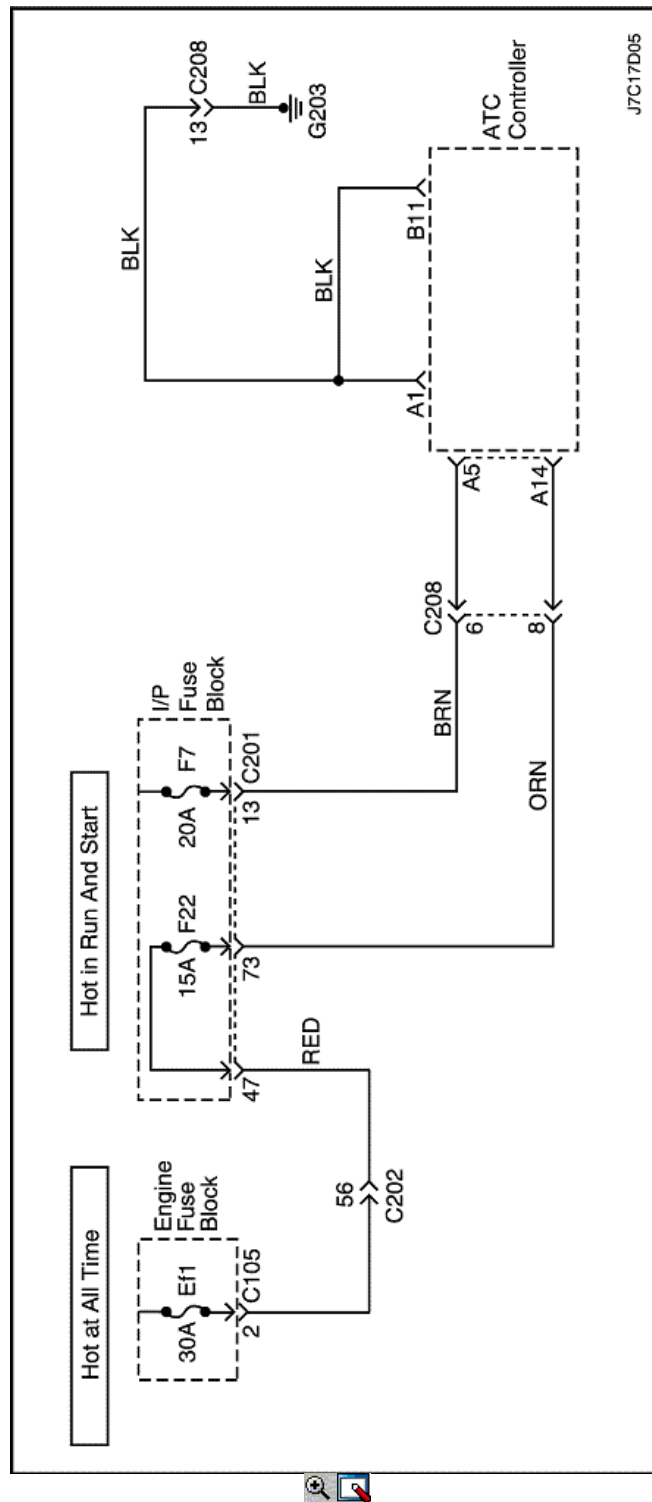 Hot at All Time
Hot in Run And Start
Engine
Fuse
Block
30A
Ef1
2
C105
I/P
Fuse
Block
15A
F22
20A
F7
47
73
13
C201
RED
56
C202
BRN
ORN
C208
6
8
A5
A14
A1
B11
BLK
BLK
13
C208
BLK
G203
ATC
Controller
J7C17D05